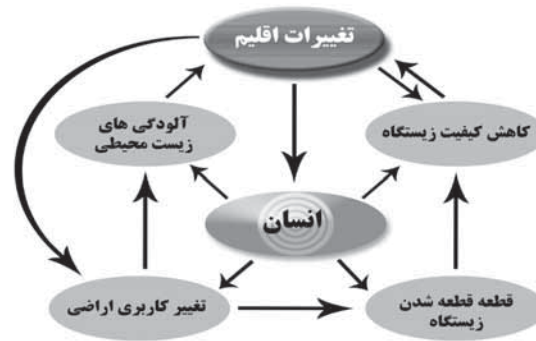 تغییرات اقلیم
آلودگی های
زیست محیطی
کاهش کیفیت زیستگاه
انسان
تغییر کاربری اراضی
قطعه قطعه شدن
زیستگاه